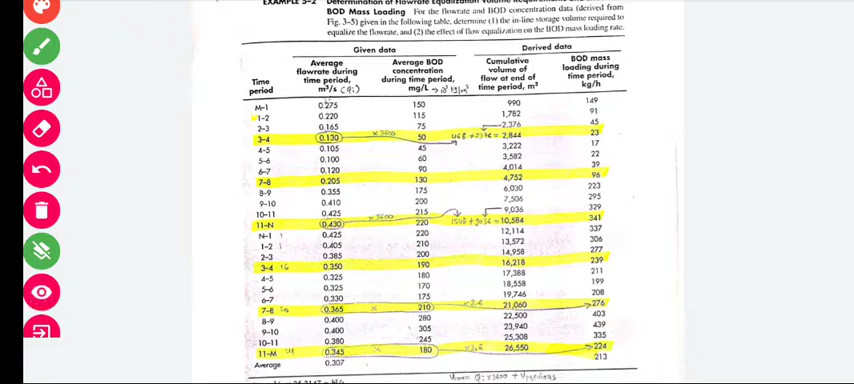 EXAMPLE 3-2 Determination of Flowrate Equalization
BOD Mass Loading For the flowrate and BOD concentration data (derived from
Fig. 3–5) given in the following table, determine (1) the in-line storage volume required to
equalize the flowrate, and (2) the effect of flow equalization on the BOD mass loading rate.
Given data Derived data
Time period Average flowrate during time period, m³/s (Qi) Average BOD concentration during time period, mg/L Cumulative volume of flow at end of time period, m³ BOD mass loading during time period, kg/h
M–1 0.275 150 990 149
1–2 0.220 115 1,782 91
2–3 0.165 75 2,376 45
3–4 0.130 x3600 50 468 + 2376 = 2,844 23
4–5 0.105 45 3,222 17
5–6 0.100 60 3,582 22
6–7 0.120 90 4,014 39
7–8 0.205 130 4,752 96
8–9 0.355 175 6,030 223
9–10 0.410 200 7,506 295
10–11 0.425 215 9,036 329
11–N 0.430 x3600 220 1548 + 9036 = 10,584 341
N–1 0.425 220 12,114 337
1–2 0.405 210 13,572 306
2–3 0.385 200 14,958 277
3–4 16 0.350 190 16,218 239
4–5 0.325 180 17,388 211
5–6 0.325 170 18,558 199
6–7 0.330 175 19,746 208
7–8 0.365 x 210 x3.6 21,060 276
8–9 0.400 280 22,500 403
9–10 0.400 305 23,940 439
10–11 0.380 245 25,308 335
11–M 0.345 x 180 x3.6 26,550 224
Average 0.307 213